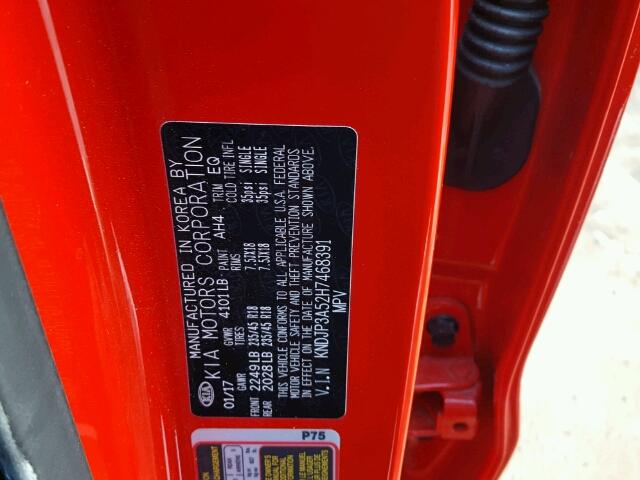 MANUFACTURED IN KOREA BY
KIA KIA MOTORS CORPORATION
01/17 GVWR 4101LB PAINT AH4 TRIM EQ
GAWR TIRES RIMS COLD TIRE INFL
FRONT 2249LB 235/45 R18 7.5JX18 35psi SINGLE
REAR 2028LB 235/45 R18 7.5JX18 35psi SINGLE
THIS VEHICLE CONFORMS TO ALL APPLICABLE U.S.A. FEDERAL
MOTOR VEHICLE SAFETY AND THEFT PREVENTION STANDARDS
IN EFFECT ON THE DATE OF MANUFACTURE SHOWN ABOVE.
V.I.N KNDJP3A52H7468391
MPV
P75